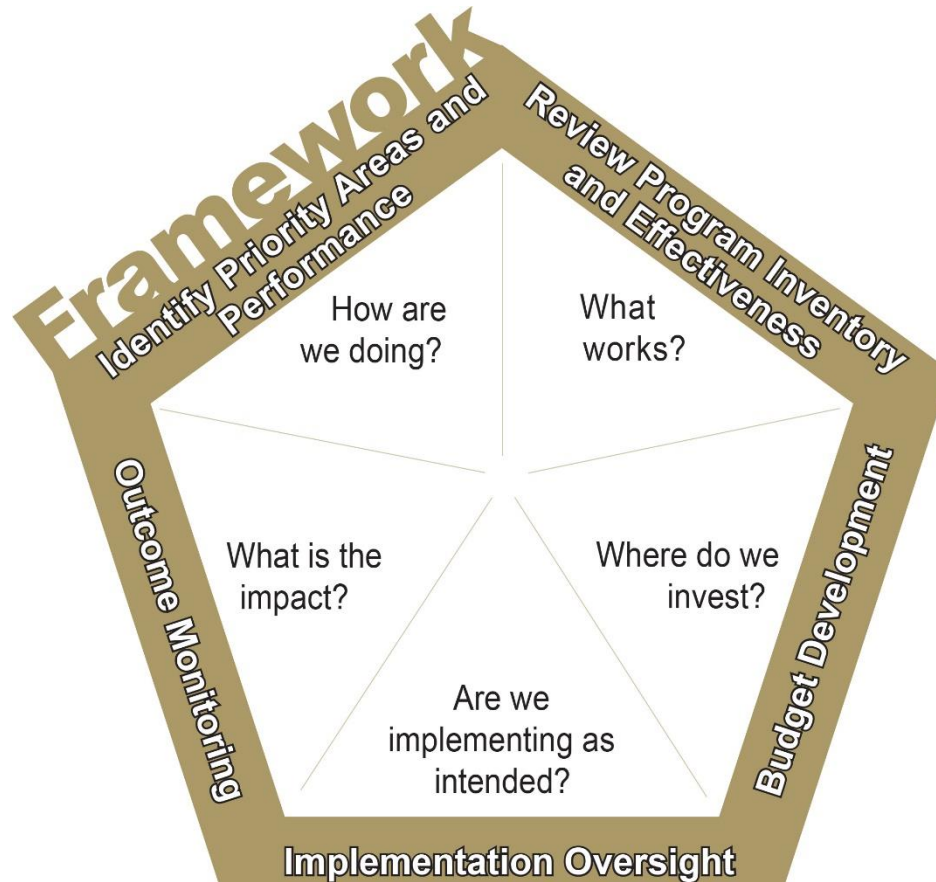 Framework
Identify Priority Areas and
Performance
Review Program Inventory
and Effectiveness
How are
we doing?
What
works?
Outcome Monitoring
What is the
impact?
Where do we
invest?
Budget Development
Are we
implementing as
intended?
Implementation Oversight